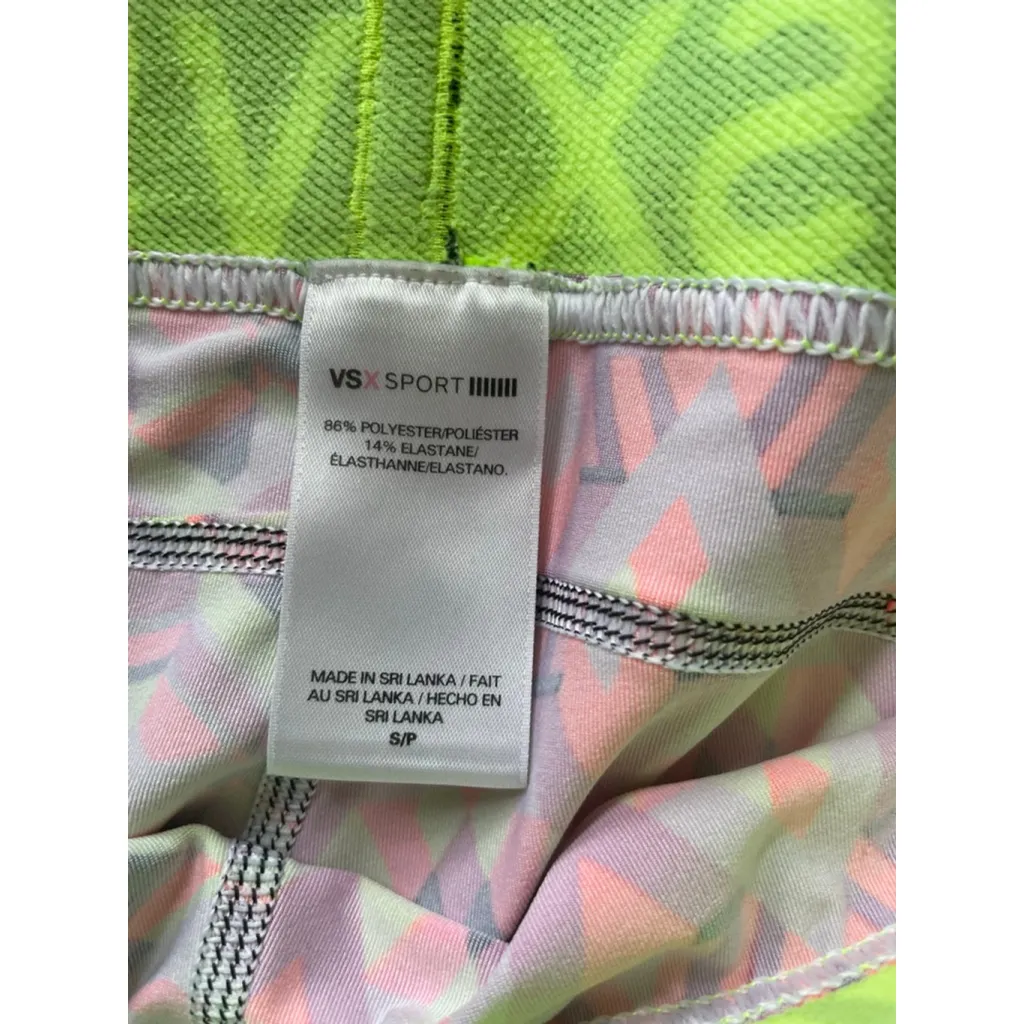 VXS
VSX SPORT
86% POLYESTER/POLIÉSTER
14% ELASTANE/
ÉLASTHANNE/ELASTANO.
MADE IN SRI LANKA / FAIT
AU SRI LANKA / HECHO EN
SRI LANKA
S/P